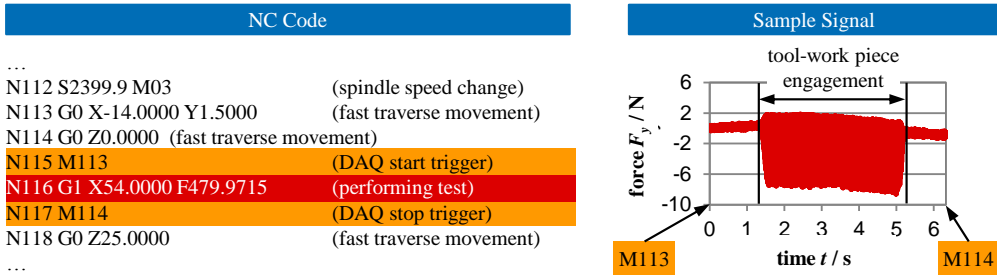 NC Code
…
N112 S2399.9 M03 (spindle speed change)
N113 G0 X-14.0000 Y1.5000 (fast traverse movement)
N114 G0 Z0.0000 (fast traverse movement)
N115 M113 (DAQ start trigger)
N116 G1 X54.0000 F479.9715 (performing test)
N117 M114 (DAQ stop trigger)
N118 G0 Z25.0000 (fast traverse movement)
…
Sample Signal
tool-work piece
engagement
force Fy / N
6
2
-2
-6
-10
0 1 2 3 4 5 6
M113
time t / s
M114